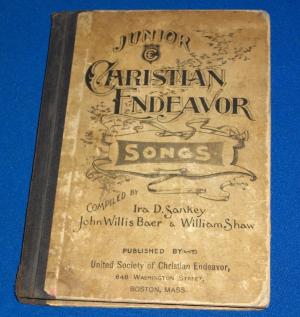 JUNIOR
CE
CHRISTIAN
ENDEAVOR
SONGS
COMPILED BY
Ira D. Sankey
John Willis Baer & William Shaw
PUBLISHED BY
United Society of Christian Endeavor,
646 WASHINGTON STREET,
BOSTON, MASS.